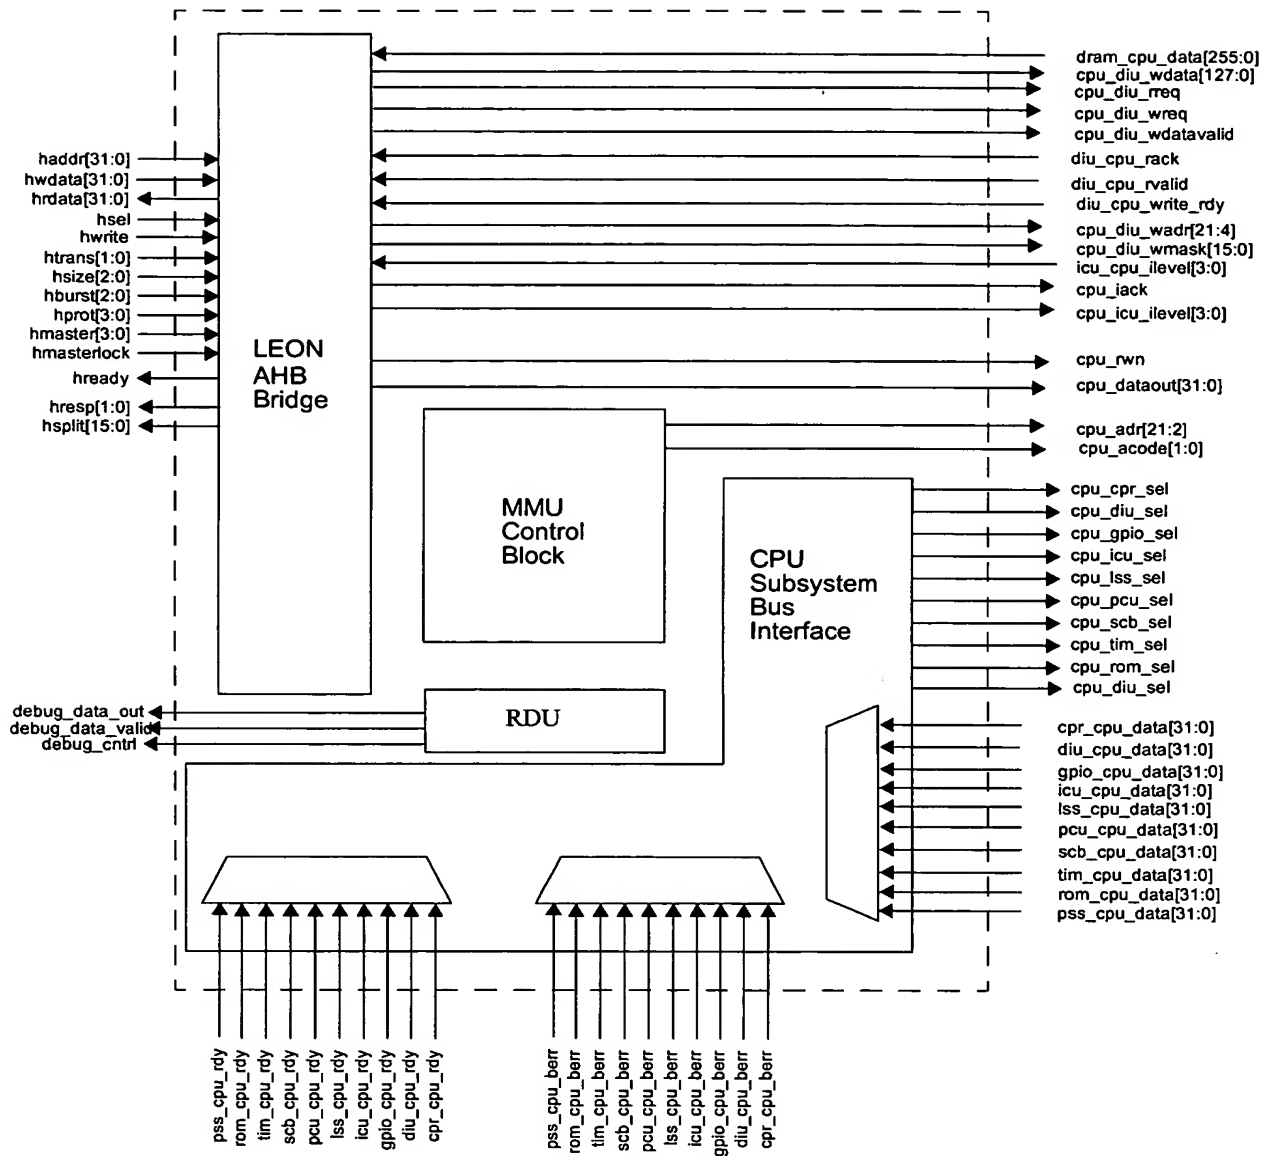 dram_cpu_data[255:0]
cpu_diu_wdata[127:0]
cpu_diu_rreq
cpu_diu_wreq
cpu_diu_wdatavalid
diu_cpu_rack
diu_cpu_rvalid
diu_cpu_write_rdy
cpu_diu_wadr[21:4]
cpu_diu_wmask[15:0]
icu_cpu_ilevel[3:0]
cpu_iack
cpu_icu_ilevel[3:0]
cpu_rwn
cpu_dataout[31:0]
cpu_adr[21:2]
cpu_acode[1:0]
haddr[31:0]
hwdata[31:0]
hrdata[31:0]
hsel
hwrite
htrans[1:0]
hsize[2:0]
hburst[2:0]
hprot[3:0]
hmaster[3:0]
hmasterlock
hready
hresp[1:0]
hsplit[15:0]
LEON
AHB
Bridge
MMU
Control
Block
CPU
Subsystem
Bus
Interface
cpu_cpr_sel
cpu_diu_sel
cpu_gpio_sel
cpu_icu_sel
cpu_lss_sel
cpu_pcu_sel
cpu_scb_sel
cpu_tim_sel
cpu_rom_sel
cpu_diu_sel
debug_data_out
debug_data_valid
debug_cntrl
RDU
cpr_cpu_data[31:0]
diu_cpu_data[31:0]
gpio_cpu_data[31:0]
icu_cpu_data[31:0]
lss_cpu_data[31:0]
pcu_cpu_data[31:0]
scb_cpu_data[31:0]
tim_cpu_data[31:0]
rom_cpu_data[31:0]
pss_cpu_data[31:0]
pss_cpu_rdy
rom_cpu_rdy
tim_cpu_rdy
scb_cpu_rdy
pcu_cpu_rdy
lss_cpu_rdy
icu_cpu_rdy
gpio_cpu_rdy
diu_cpu_rdy
cpr_cpu_rdy
pss_cpu_berr
rom_cpu_berr
tim_cpu_berr
scb_cpu_berr
pcu_cpu_berr
lss_cpu_berr
icu_cpu_berr
gpio_cpu_berr
diu_cpu_berr
cpr_cpu_berr